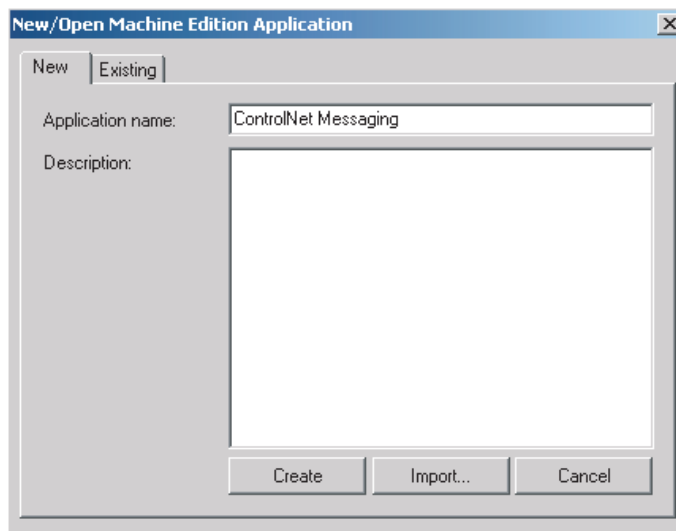 New/Open Machine Edition Application
New Existing
Application name: ControlNet Messaging
Description:
Create Import... Cancel